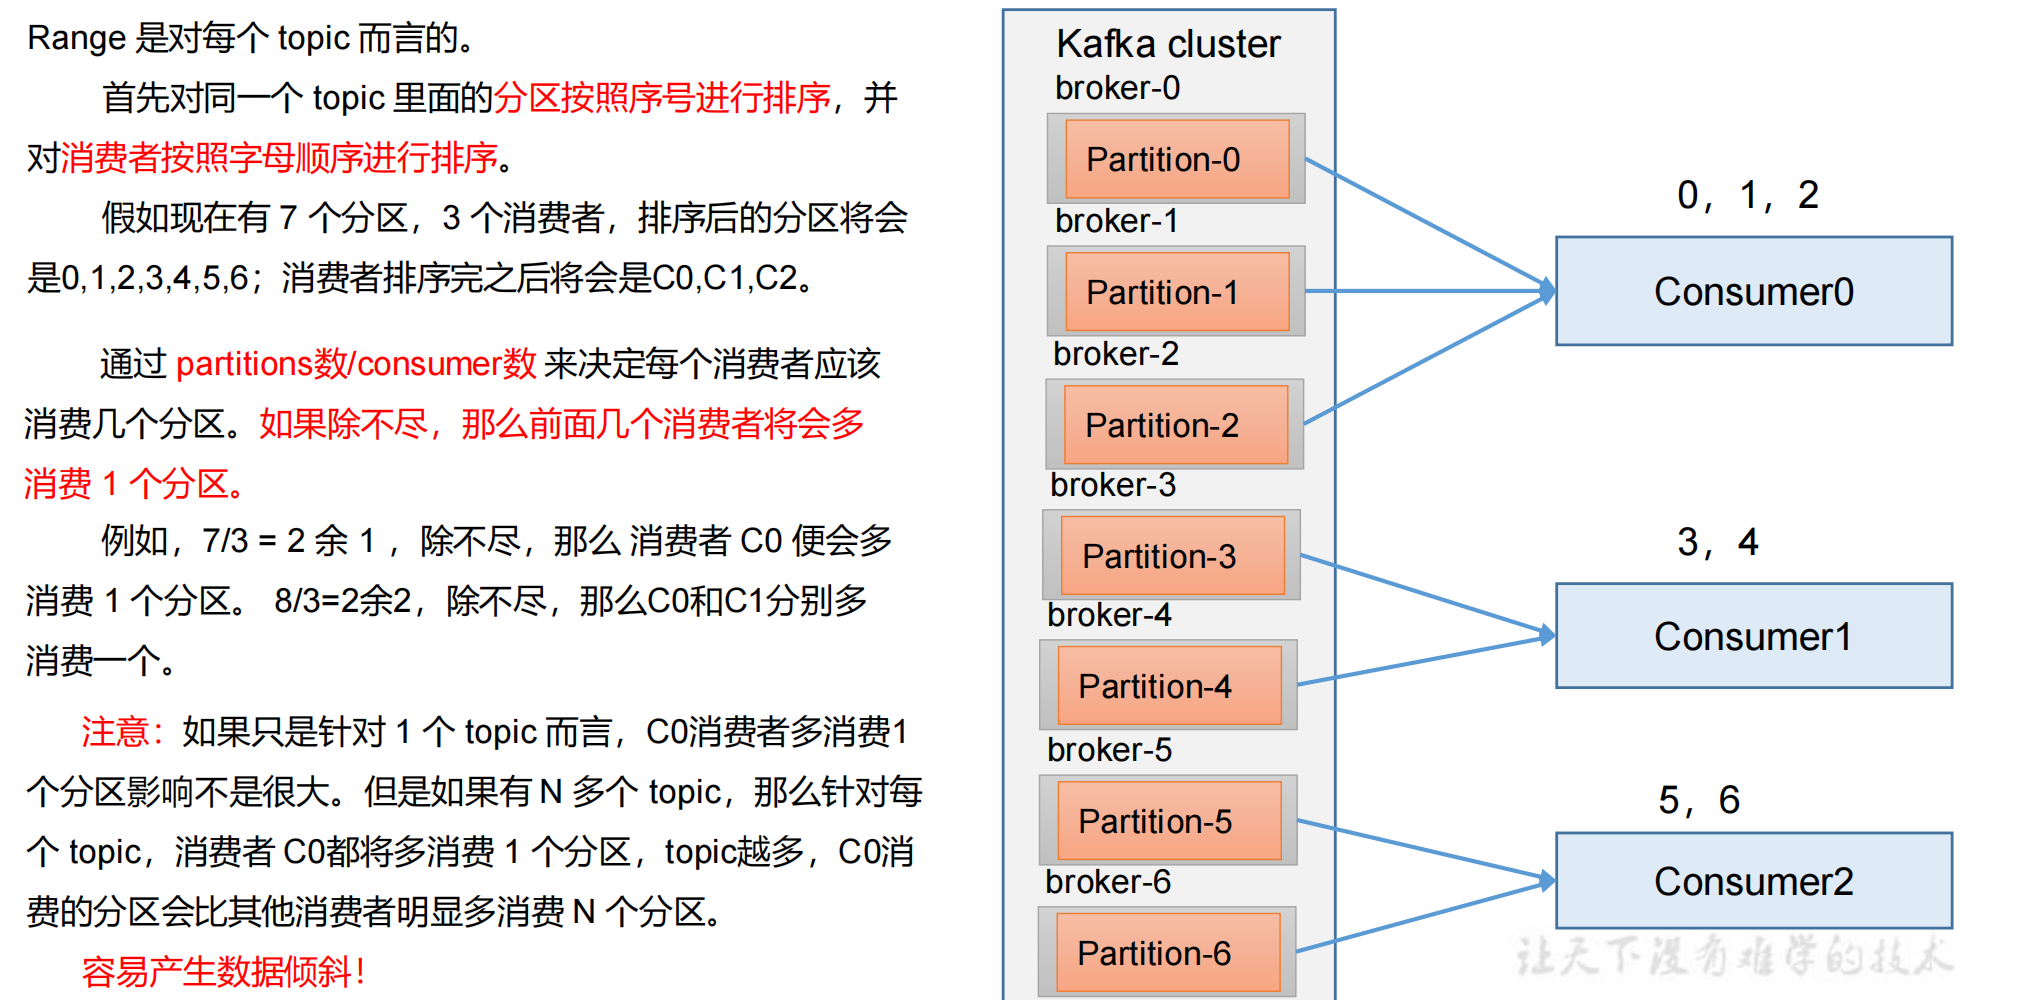 Range 是对每个 topic 而言的。
首先对同一个 topic 里面的分区按照序号进行排序，并
对消费者按照字母顺序进行排序。
假如现在有 7 个分区，3 个消费者，排序后的分区将会
是0,1,2,3,4,5,6；消费者排序完之后将会是C0,C1,C2。
通过 partitions数/consumer数 来决定每个消费者应该
消费几个分区。如果除不尽，那么前面几个消费者将会多
消费 1 个分区。
例如，7/3 = 2 余 1 ，除不尽，那么 消费者 C0 便会多
消费 1 个分区。 8/3=2余2，除不尽，那么C0和C1分别多
消费一个。
注意：如果只是针对 1 个 topic 而言，C0消费者多消费1
个分区影响不是很大。但是如果有 N 多个 topic，那么针对每
个 topic，消费者 C0都将多消费 1 个分区，topic越多，C0消
费的分区会比其他消费者明显多消费 N 个分区。
容易产生数据倾斜！
Kafka cluster
broker-0
Partition-0
broker-1
Partition-1
broker-2
Partition-2
broker-3
Partition-3
broker-4
Partition-4
broker-5
Partition-5
broker-6
Partition-6
0，1，2
Consumer0
3，4
Consumer1
5，6
Consumer2
让天下没有难学的技术